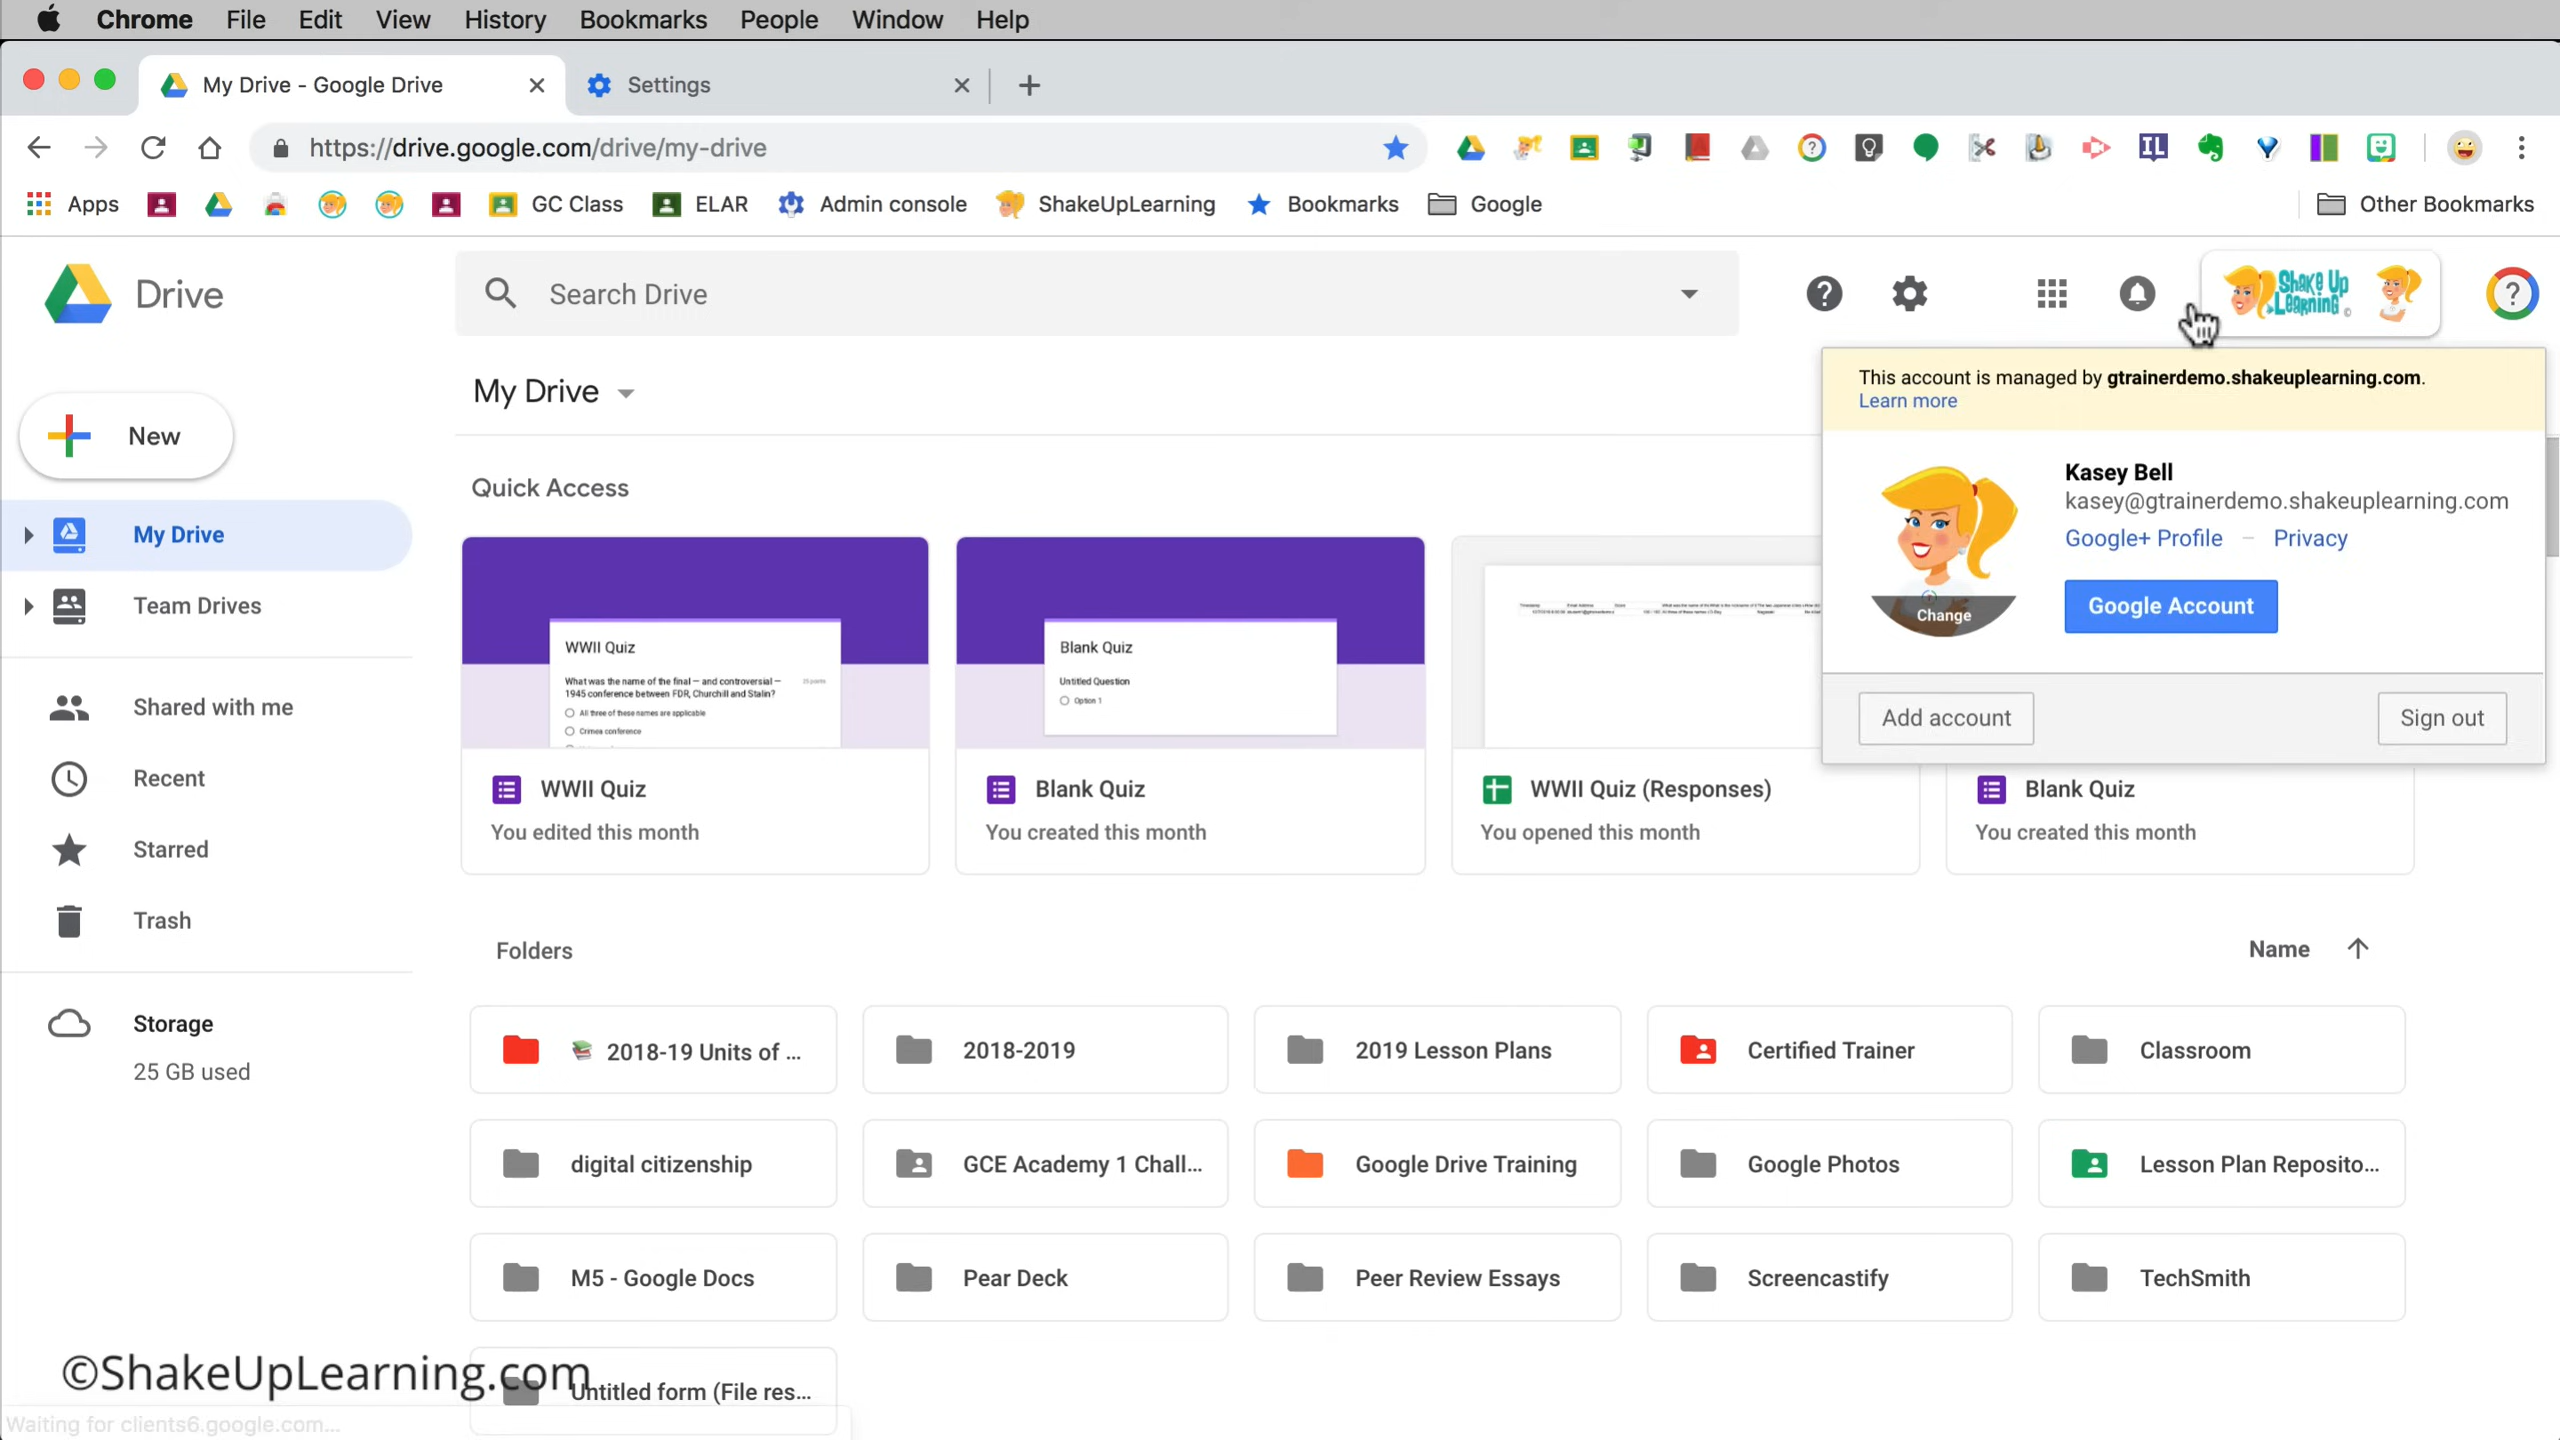 Chrome File Edit View History Bookmarks People Window Help
My Drive - Google Drive Settings
https://drive.google.com/drive/my-drive
IL
Apps GC Class ELAR Admin console ShakeUpLearning Bookmarks Google Other Bookmarks
Drive
Search Drive
Shake Up
Learning
This account is managed by gtrainerdemo.shakeuplearning.com.
Learn more
Kasey Bell
kasey@gtrainerdemo.shakeuplearning.com
Google+ Profile – Privacy
Change
Google Account
Add account Sign out
New
My Drive
Team Drives
Shared with me
Recent
Starred
Trash
Storage
25 GB used
My Drive
Quick Access
WWII Quiz
What was the name of the final — and controversial —
1945 conference between FDR, Churchill and Stalin?
25 points
All three of these names are applicable
Crimea conference
WWII Quiz
You edited this month
Blank Quiz
Untitled Question
Option 1
Blank Quiz
You created this month
WWII Quiz (Responses)
You opened this month
Blank Quiz
You created this month
Folders Name
2018-19 Units of ... 2018-2019 2019 Lesson Plans Certified Trainer Classroom
digital citizenship GCE Academy 1 Chall... Google Drive Training Google Photos Lesson Plan Reposito...
M5 - Google Docs Pear Deck Peer Review Essays Screencastify TechSmith
Untitled form (File res...
©ShakeUpLearning.com
Waiting for clients6.google.com...